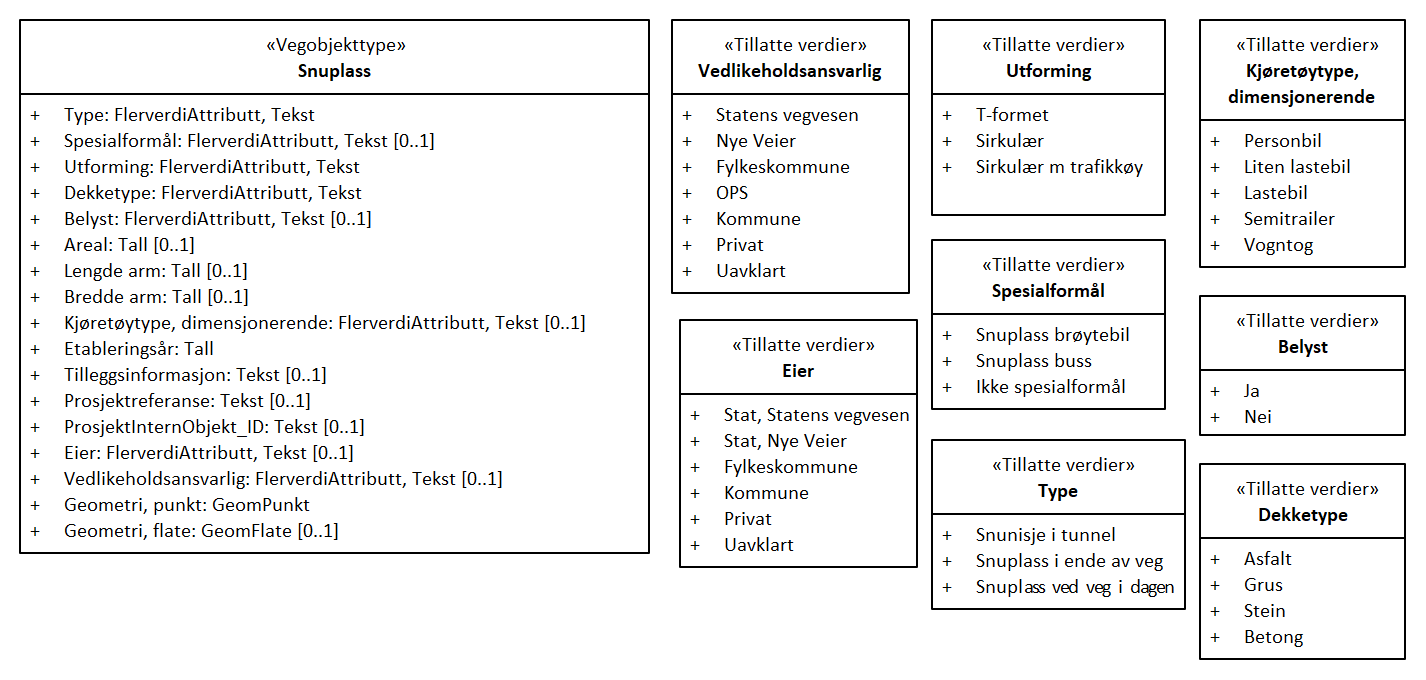 «Vegobjekttype»
Snuplass
+ Type: FlerverdiAttributt, Tekst
+ Spesialformål: FlerverdiAttributt, Tekst [0..1]
+ Utforming: FlerverdiAttributt, Tekst
+ Dekketype: FlerverdiAttributt, Tekst
+ Belyst: FlerverdiAttributt, Tekst [0..1]
+ Areal: Tall [0..1]
+ Lengde arm: Tall [0..1]
+ Bredde arm: Tall [0..1]
+ Kjøretøytype, dimensjonerende: FlerverdiAttributt, Tekst [0..1]
+ Etableringsår: Tall
+ Tilleggsinformasjon: Tekst [0..1]
+ Prosjektreferanse: Tekst [0..1]
+ ProsjektInternObjekt_ID: Tekst [0..1]
+ Eier: FlerverdiAttributt, Tekst [0..1]
+ Vedlikeholdsansvarlig: FlerverdiAttributt, Tekst [0..1]
+ Geometri, punkt: GeomPunkt
+ Geometri, flate: GeomFlate [0..1]
«Tillatte verdier»
Vedlikeholdsansvarlig
+ Statens vegvesen
+ Nye Veier
+ Fylkeskommune
+ OPS
+ Kommune
+ Privat
+ Uavklart
«Tillatte verdier»
Eier
+ Stat, Statens vegvesen
+ Stat, Nye Veier
+ Fylkeskommune
+ Kommune
+ Privat
+ Uavklart
«Tillatte verdier»
Utforming
+ T-formet
+ Sirkulær
+ Sirkulær m trafikkøy
«Tillatte verdier»
Spesialformål
+ Snuplass brøytebil
+ Snuplass buss
+ Ikke spesialformål
«Tillatte verdier»
Type
+ Snunisje i tunnel
+ Snuplass i ende av veg
+ Snuplass ved veg i dagen
«Tillatte verdier»
Kjøretøytype,
dimensjonerende
+ Personbil
+ Liten lastebil
+ Lastebil
+ Semitrailer
+ Vogntog
«Tillatte verdier»
Belyst
+ Ja
+ Nei
«Tillatte verdier»
Dekketype
+ Asfalt
+ Grus
+ Stein
+ Betong